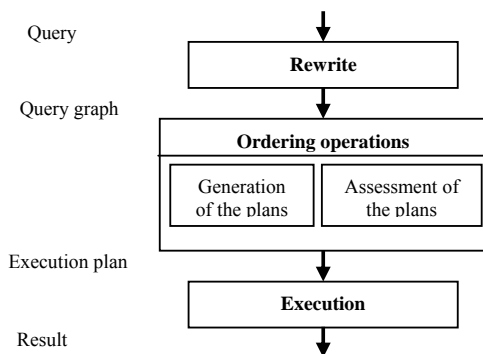 Query
Rewrite
Query graph
Ordering operations
Generation
of the plans
Assessment of
the plans
Execution plan
Execution
Result